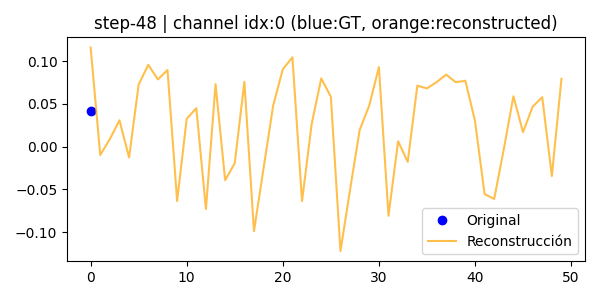 step-48 | channel idx:0 (blue:GT, orange:reconstructed)
0.10
0.05
0.00
−0.05
−0.10
Original
Reconstrucción
0 10 20 30 40 50